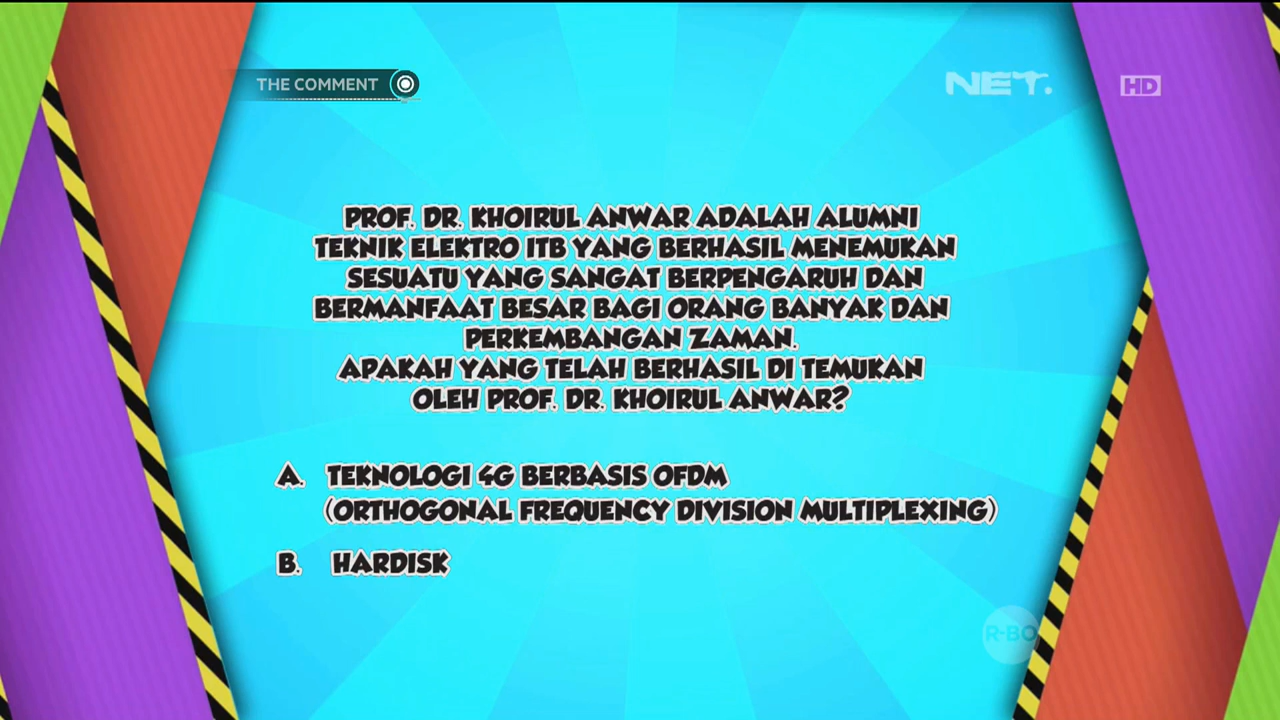 THE COMMENT
NET.
HD
PROF. DR. KHOIRUL ANWAR ADALAH ALUMNI
TEKNIK ELEKTRO ITB YANG BERHASIL MENEMUKAN
SESUATU YANG SANGAT BERPENGARUH DAN
BERMANFAAT BESAR BAGI ORANG BANYAK DAN
PERKEMBANGAN ZAMAN.
APAKAH YANG TELAH BERHASIL DI TEMUKAN
OLEH PROF. DR. KHOIRUL ANWAR?
A. TEKNOLOGI 4G BERBASIS OFDM
(ORTHOGONAL FREQUENCY DIVISION MULTIPLEXING)
B. HARDISK
R-BO